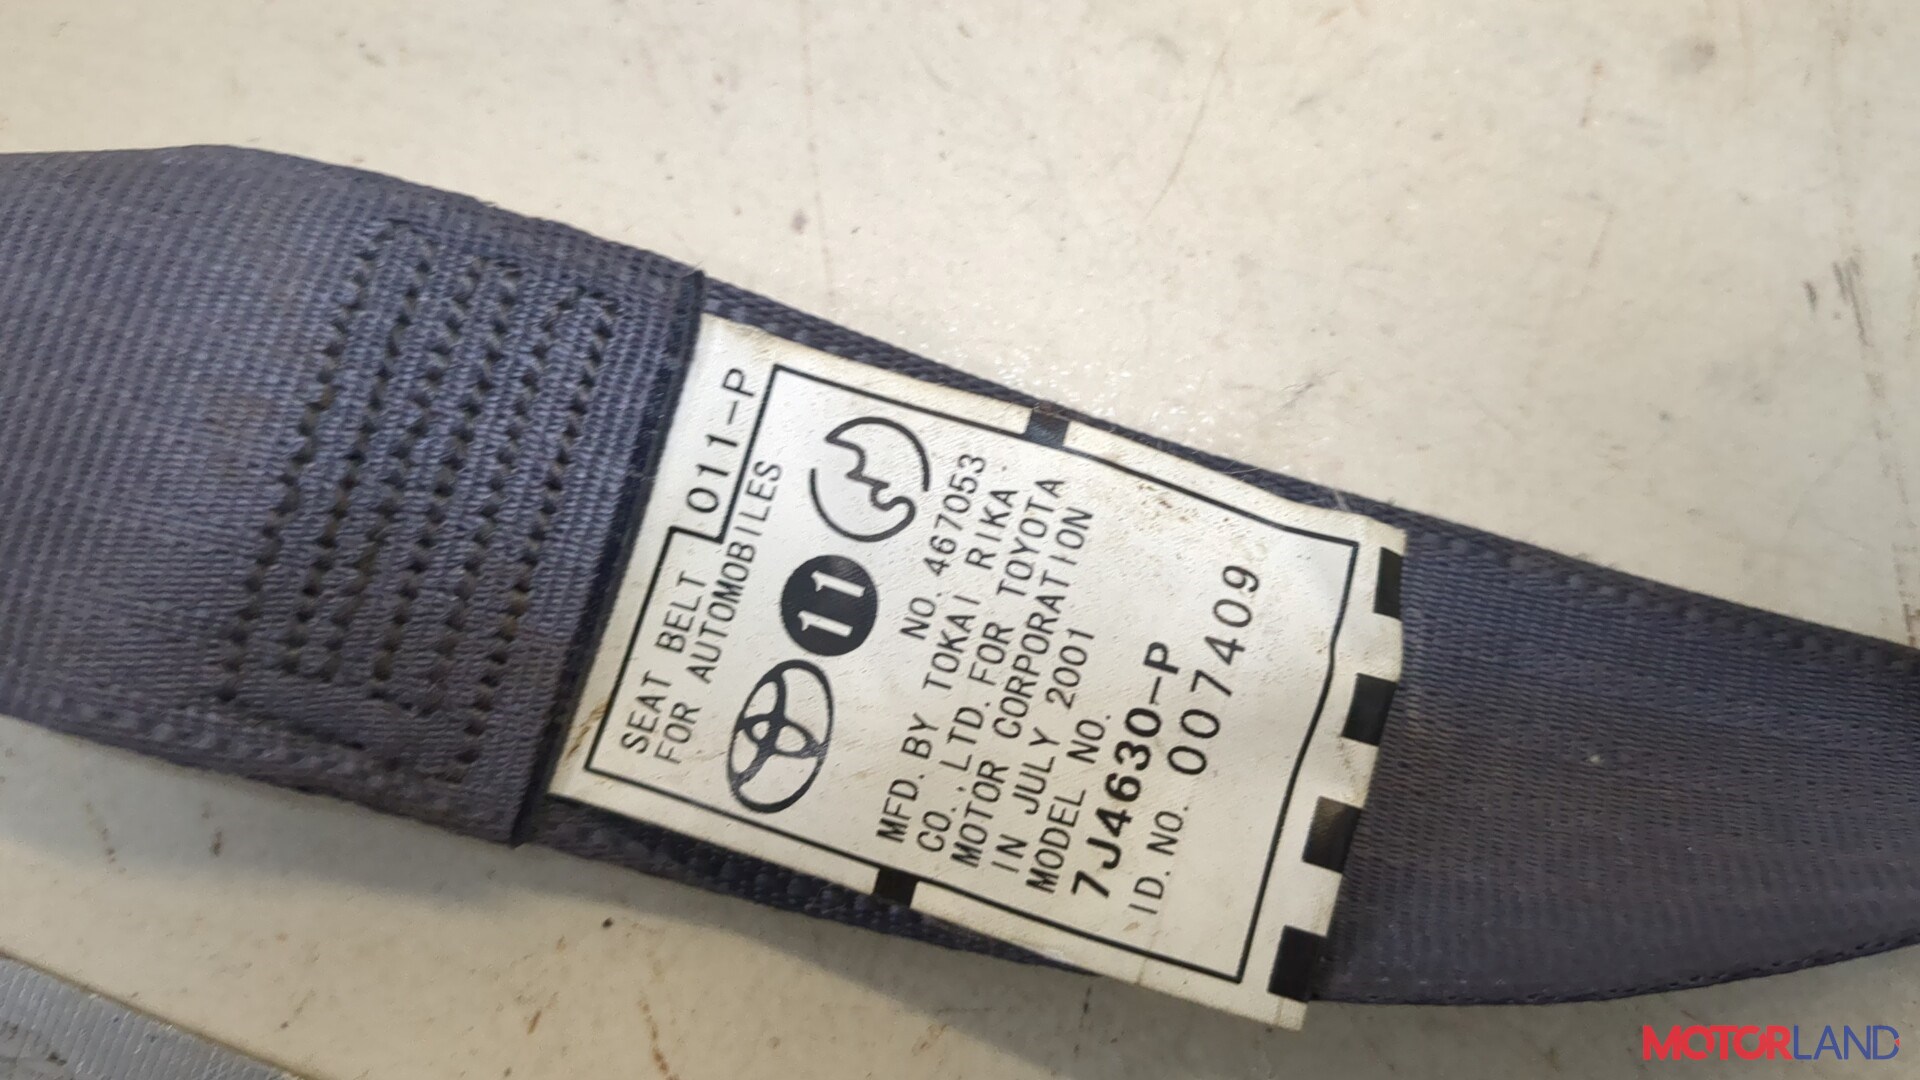 011-P
SEAT BELT
FOR AUTOMOBILES
11
NO. 467053
MFD. BY TOKAI RIKA
CO., LTD. FOR TOYOTA
MOTOR CORPORATION
IN JULY 2001
MODEL NO.
7J4630-P
ID. NO. 007409
MOTORLAND